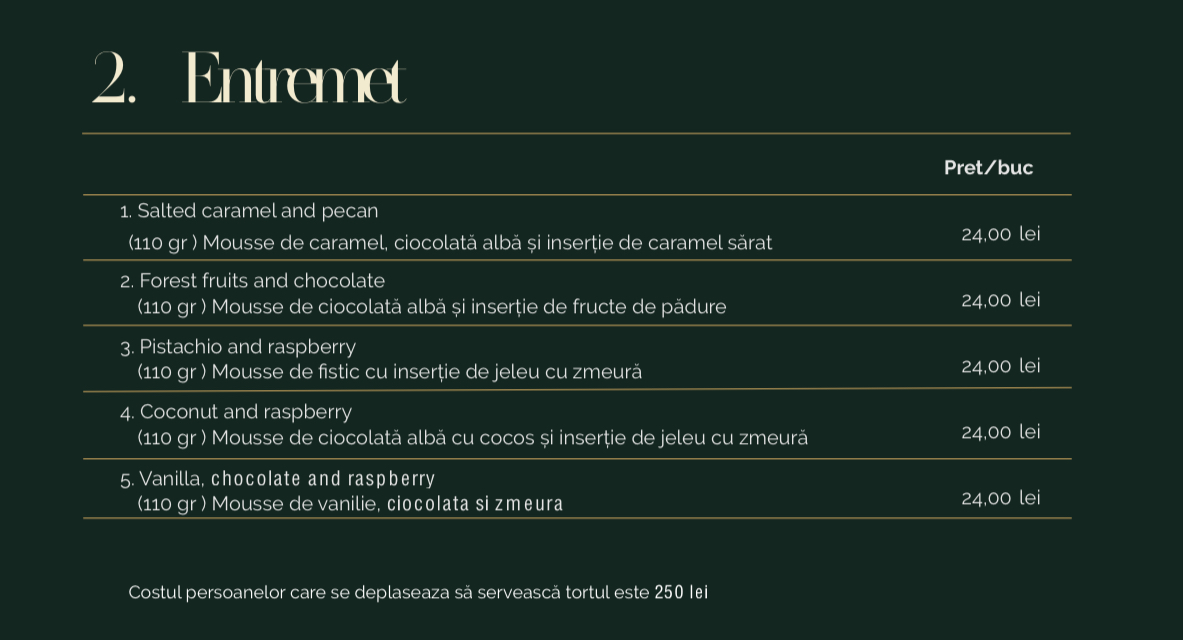 2. Entremet
Pret/buc
1. Salted caramel and pecan
(110 gr ) Mousse de caramel, ciocolată albă și inserție de caramel sărat
24,00 lei
2. Forest fruits and chocolate
(110 gr ) Mousse de ciocolată albă și inserție de fructe de pădure
24,00 lei
3. Pistachio and raspberry
(110 gr ) Mousse de fistic cu inserție de jeleu cu zmeură
24,00 lei
4. Coconut and raspberry
(110 gr ) Mousse de ciocolată albă cu cocos și inserție de jeleu cu zmeură
24,00 lei
5. Vanilla, chocolate and raspberry
(110 gr ) Mousse de vanilie, ciocolata si zmeura
24,00 lei
Costul persoanelor care se deplaseaza să servească tortul este 250 lei